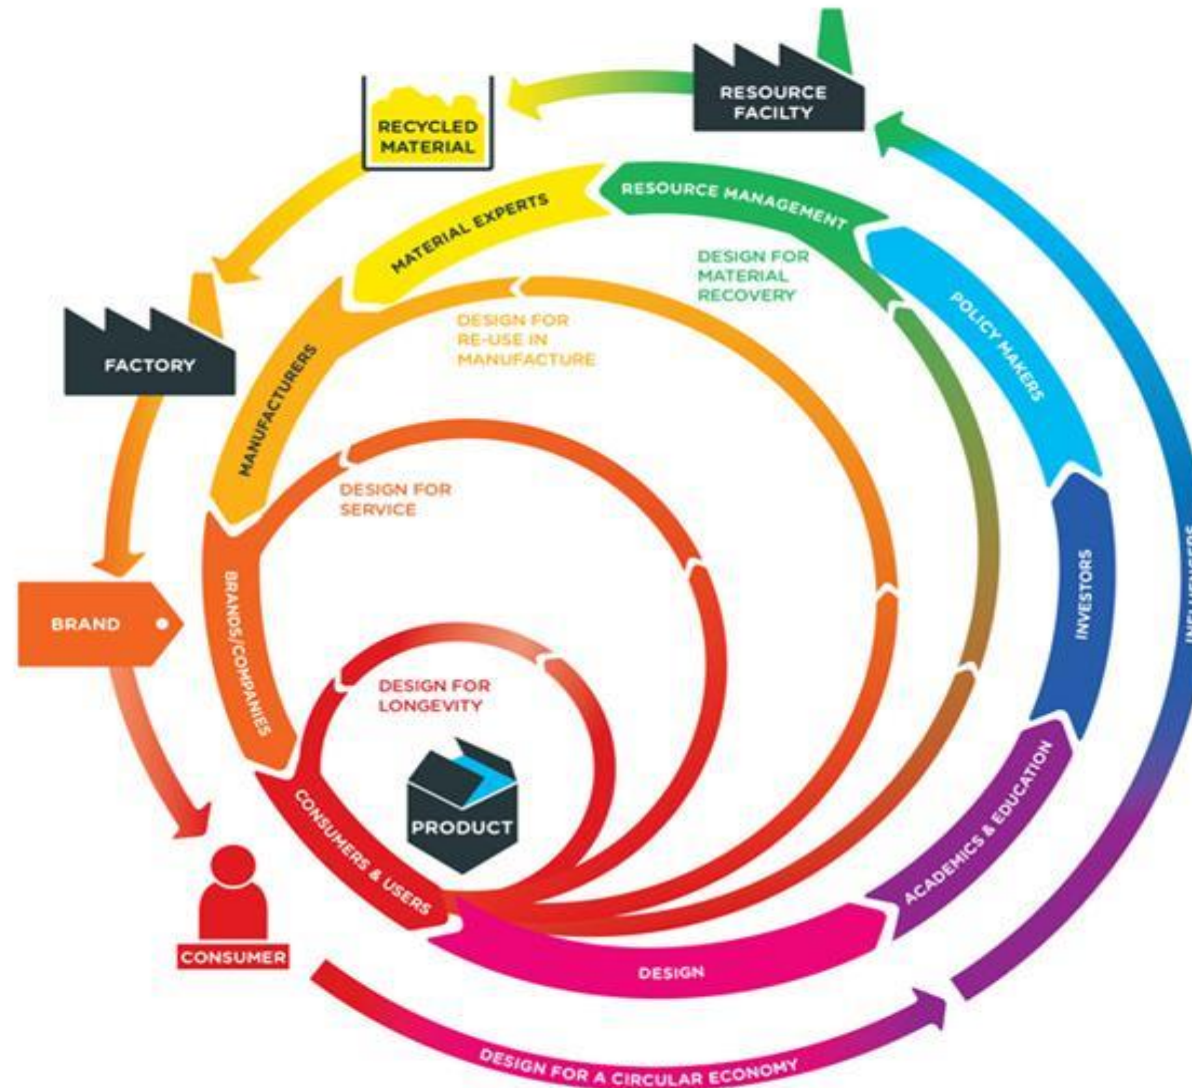 RESOURCE
FACILTY
RECYCLED
MATERIAL
RESOURCE MANAGEMENT
MATERIAL EXPERTS
DESIGN FOR
MATERIAL
RECOVERY
POLICY MAKERS
DESIGN FOR
RE-USE IN
MANUFACTURE
FACTORY
MANUFACTURERS
DESIGN FOR
SERVICE
INVESTORS
INFLUENCERS
BRAND
BRANDS/COMPANIES
DESIGN FOR
LONGEVITY
PRODUCT
CONSUMERS & USERS
ACADEMICS & EDUCATION
CONSUMER
DESIGN
DESIGN FOR A CIRCULAR ECONOMY